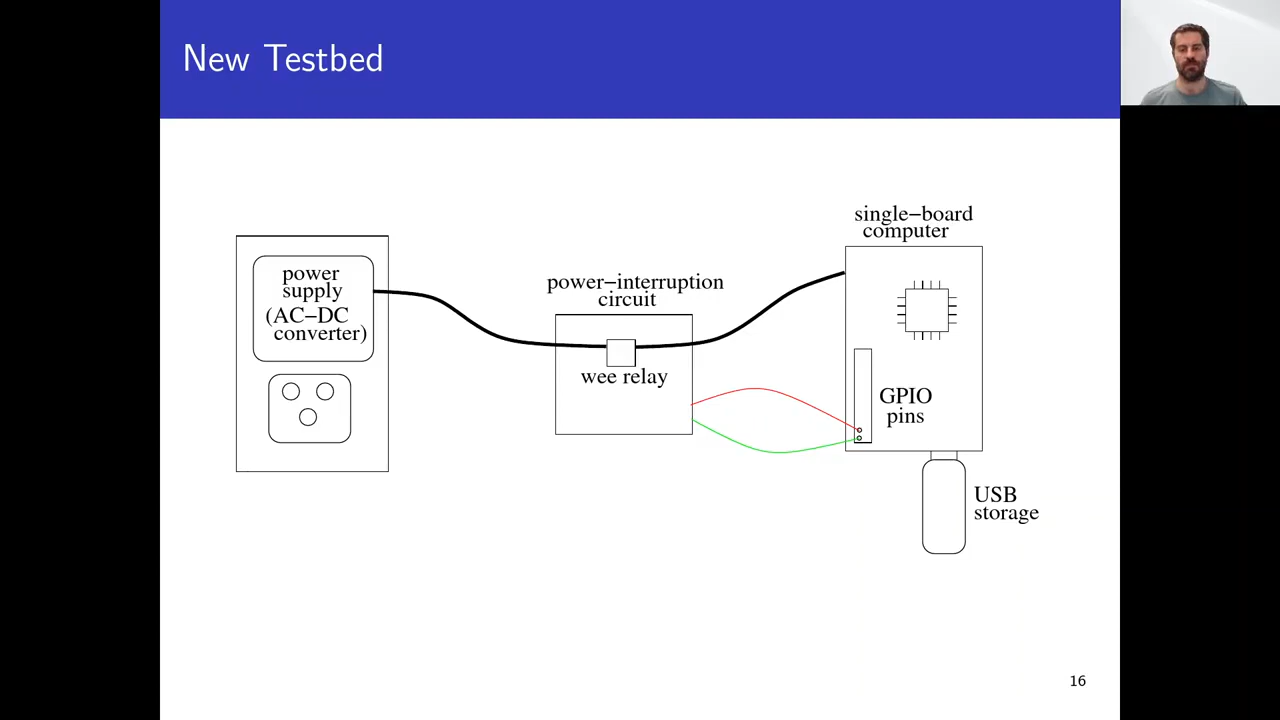 New Testbed
power
supply
(AC−DC
converter)
power−interruption
circuit
wee relay
single−board
computer
GPIO
pins
USB
storage
16